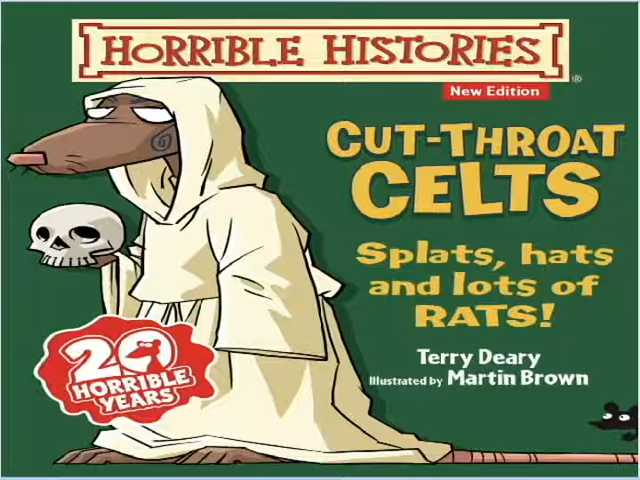 HORRIBLE HISTORIES
®
New Edition
CUT-THROAT
CELTS
Splats, hats
and lots of
RATS!
Terry Deary
Illustrated by Martin Brown
20
HORRIBLE
YEARS